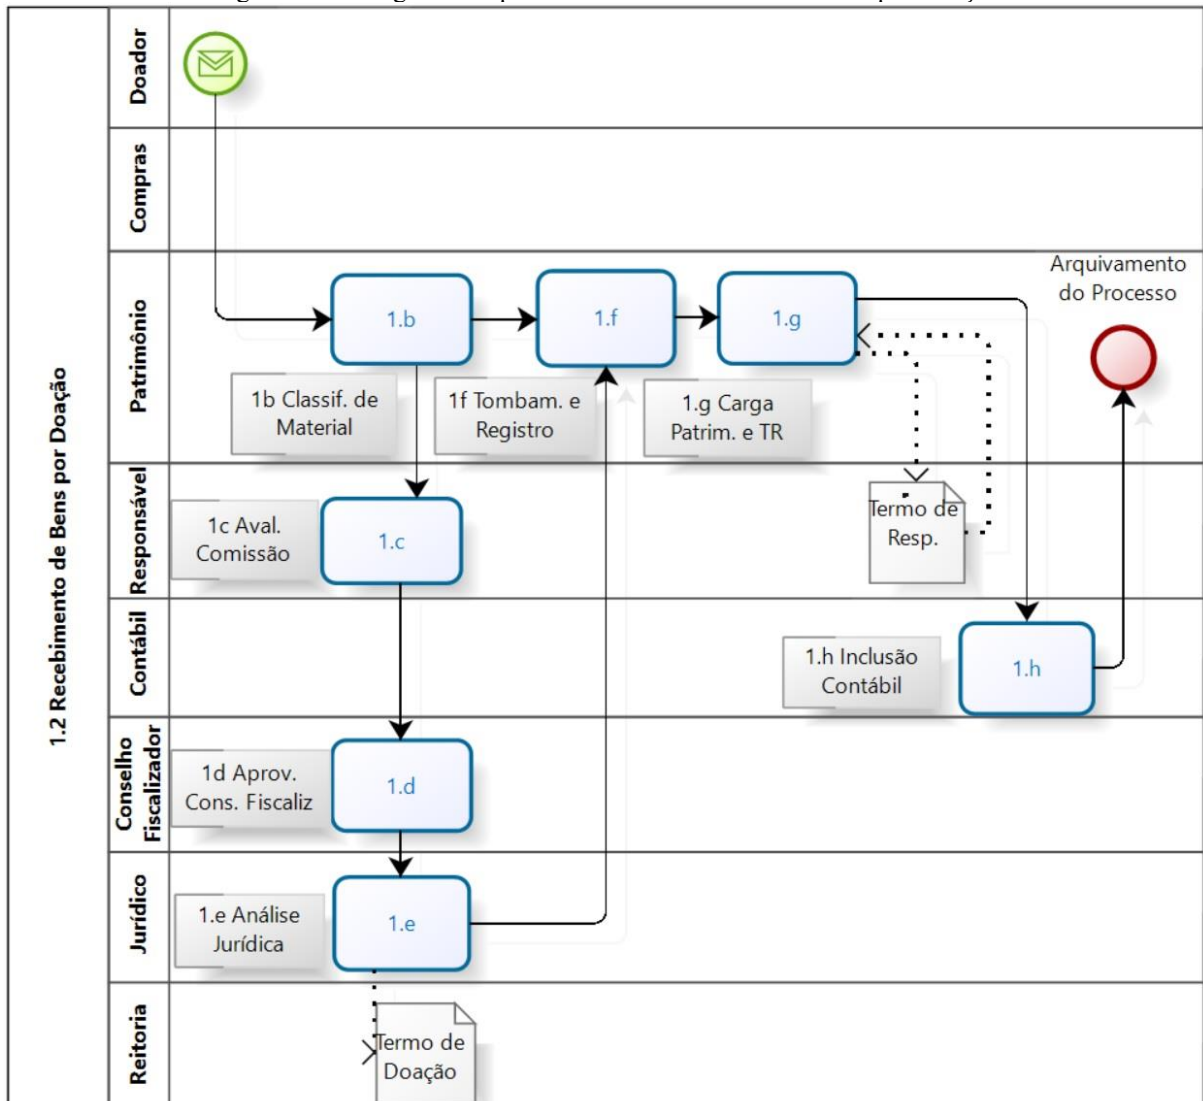 1.2 Recebimento de Bens por Doação
Doador
Compras
Patrimônio
1.b
1.f
1.g
Arquivamento
do Processo
1b Classif. de
Material
1f Tombam. e
Registro
1.g Carga
Patrim. e TR
Responsável
1c Aval.
Comissão
1.c
Termo de
Resp.
Contábil
1.h Inclusão
Contábil
1.h
Conselho
Fiscalizador
1d Aprov.
Cons. Fiscaliz
1.d
Jurídico
1.e Análise
Jurídica
1.e
Reitoria
Termo de
Doação